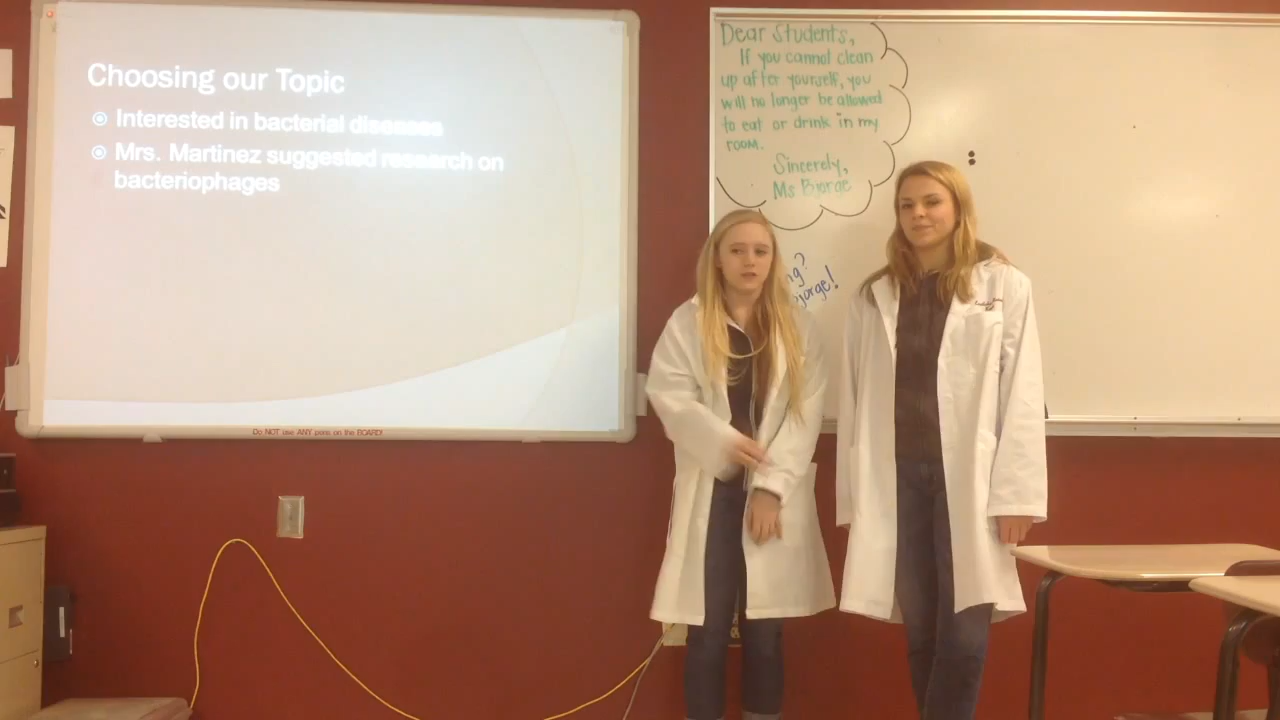 Choosing our Topic
Interested in bacterial diseases
Mrs. Martinez suggested research on
bacteriophages
Do NOT use ANY pens on the BOARD!
Dear Students,
If you cannot clean
up after yourself, you
will no longer be allowed
to eat or drink in my
room.
Sincerely,
Ms Bjorge